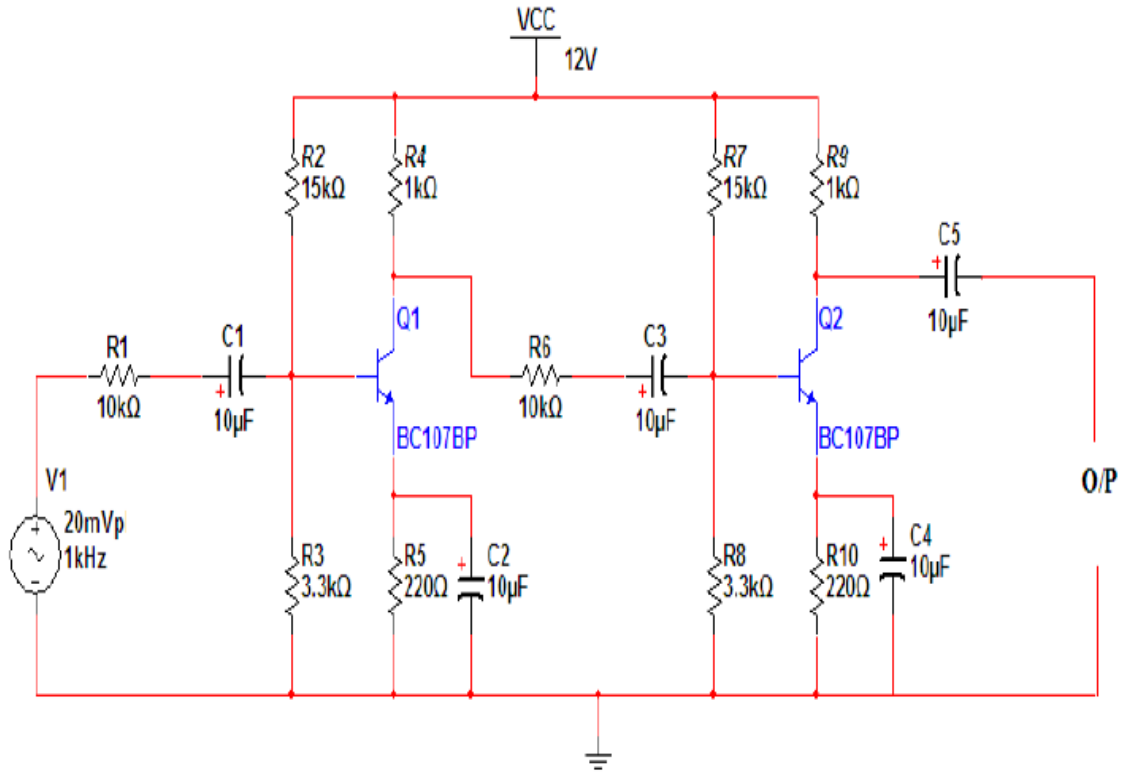 VCC
12V
R2
15kΩ
R4
1kΩ
R7
15kΩ
R9
1kΩ
C5
10µF
Q1
Q2
R1
10kΩ
C1
10µF
R6
10kΩ
C3
10µF
BC107BP
BC107BP
V1
20mVp
1kHz
O/P
R3
3.3kΩ
R5
220Ω
C2
10µF
R8
3.3kΩ
R10
220Ω
C4
10µF